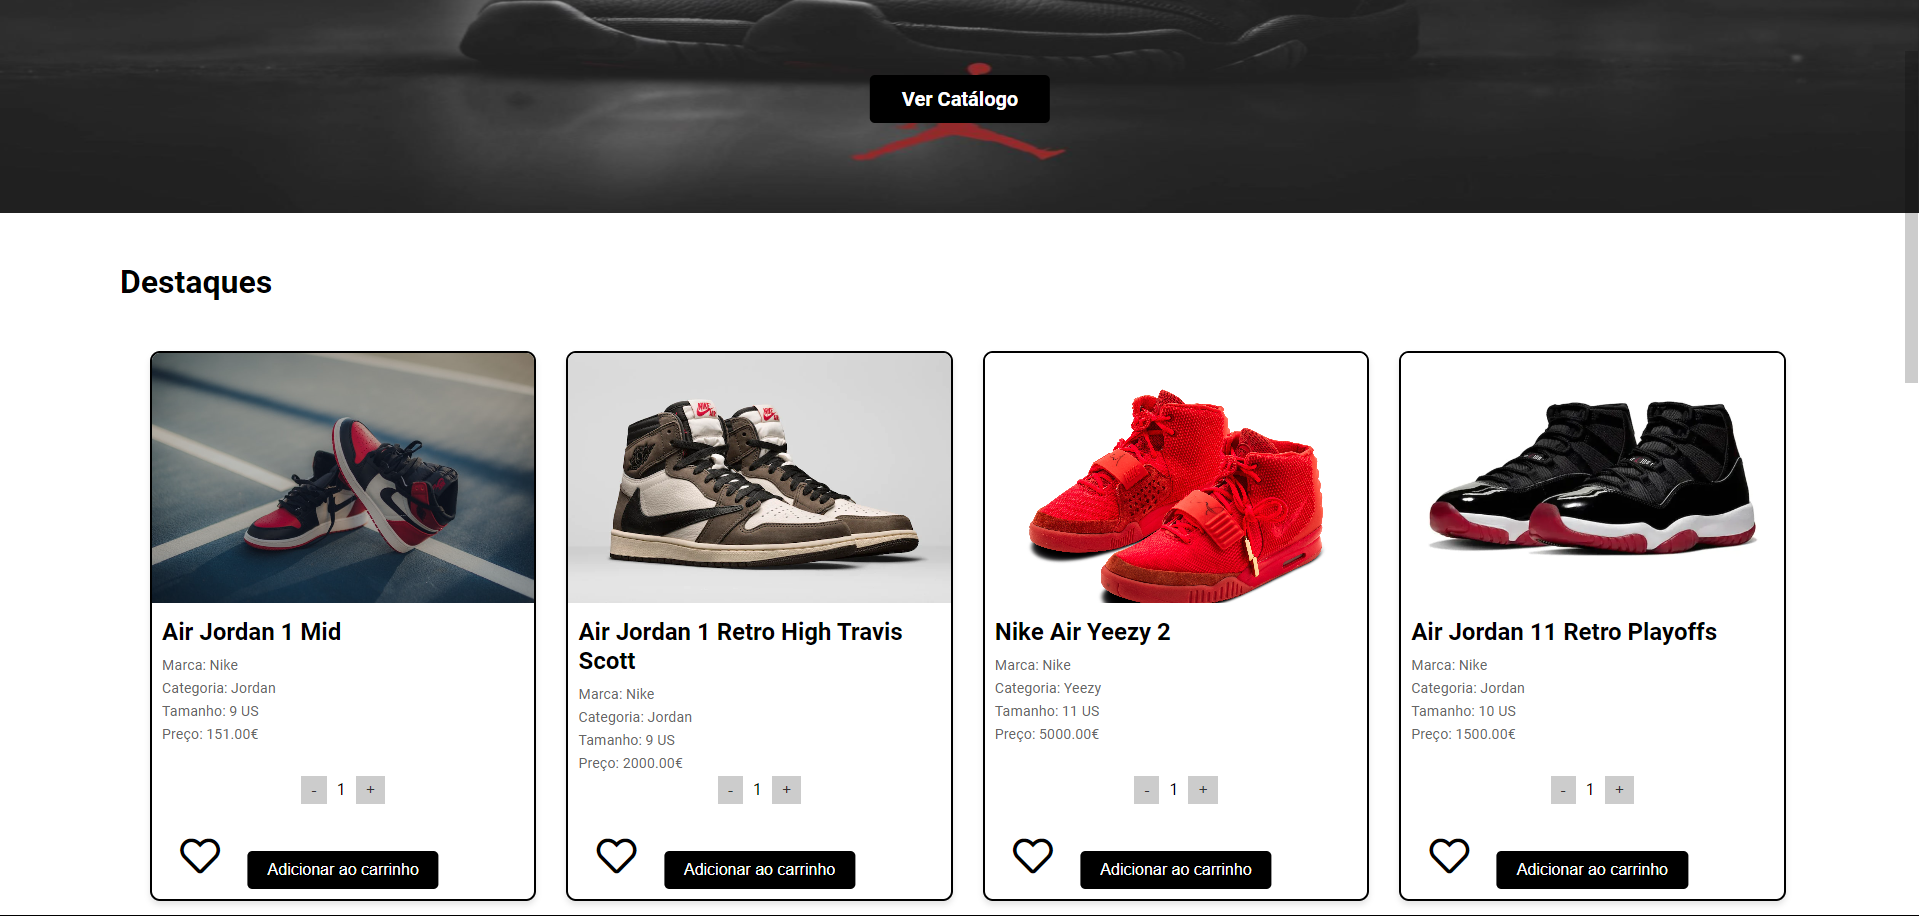 Ver Catálogo
Destaques
Air Jordan 1 Mid
Marca: Nike
Categoria: Jordan
Tamanho: 9 US
Preço: 151.00€
- 1 +
Adicionar ao carrinho
Air Jordan 1 Retro High Travis
Scott
Marca: Nike
Categoria: Jordan
Tamanho: 9 US
Preço: 2000.00€
- 1 +
Adicionar ao carrinho
Nike Air Yeezy 2
Marca: Nike
Categoria: Yeezy
Tamanho: 11 US
Preço: 5000.00€
- 1 +
Adicionar ao carrinho
Air Jordan 11 Retro Playoffs
Marca: Nike
Categoria: Jordan
Tamanho: 10 US
Preço: 1500.00€
- 1 +
Adicionar ao carrinho